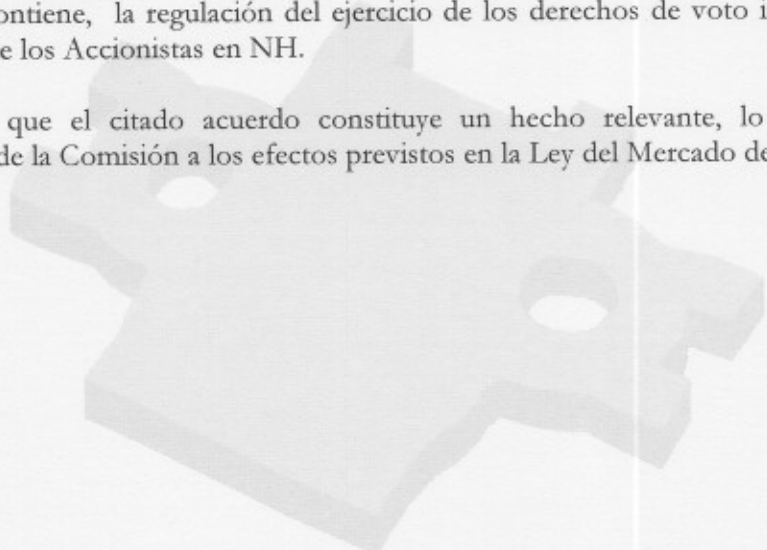 ontiene, la regulación del ejercicio de los derechos de voto i
e los Accionistas en NH.
que el citado acuerdo constituye un hecho relevante, lo
de la Comisión a los efectos previstos en la Ley del Mercado de